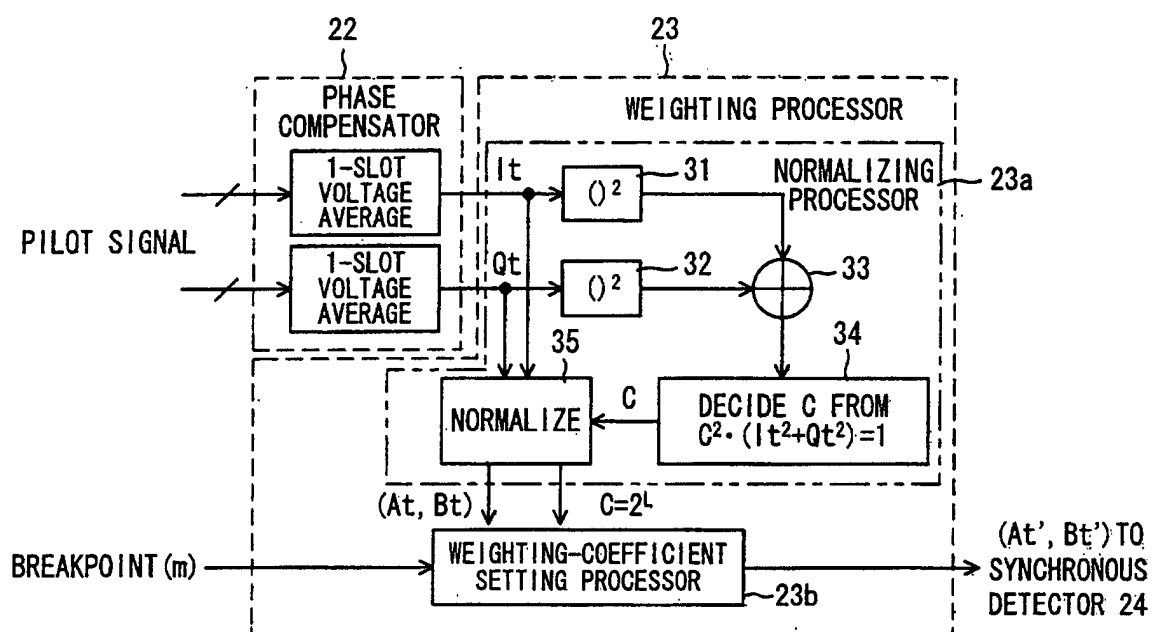 22
23
PHASE
COMPENSATOR
WEIGHTING PROCESSOR
1-SLOT
VOLTAGE
AVERAGE
It
( )²
31
NORMALIZING
PROCESSOR
23a
PILOT SIGNAL
1-SLOT
VOLTAGE
AVERAGE
Qt
( )²
32
33
35
34
NORMALIZE
C
DECIDE C FROM
C²·(It²+Qt²)=1
(At, Bt)
C=2ᴸ
BREAKPOINT(m)
WEIGHTING-COEFFICIENT
SETTING PROCESSOR
23b
(At', Bt') TO
SYNCHRONOUS
DETECTOR 24